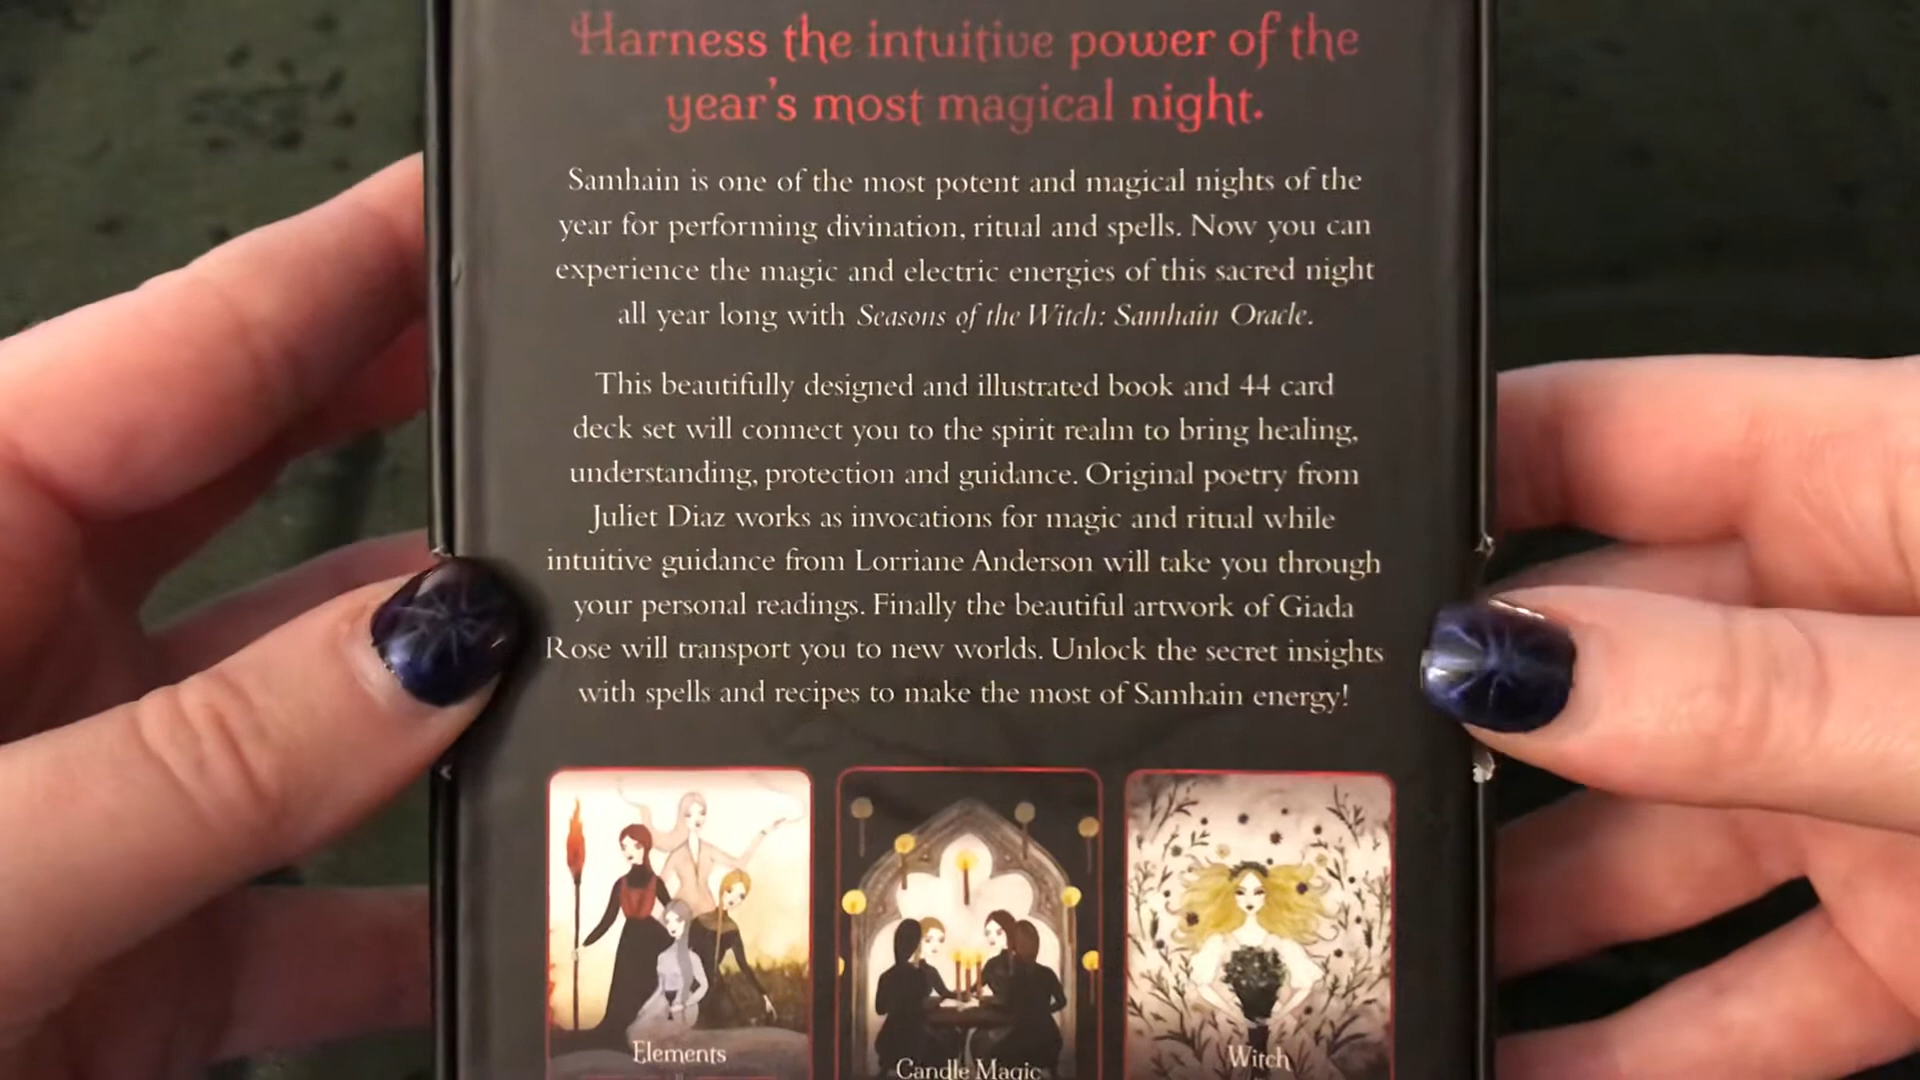 Harness the intuitive power of the
year's most magical night.
Samhain is one of the most potent and magical nights of the
year for performing divination, ritual and spells. Now you can
experience the magic and electric energies of this sacred night
all year long with Seasons of the Witch: Samhain Oracle.
This beautifully designed and illustrated book and 44 card
deck set will connect you to the spirit realm to bring healing,
understanding, protection and guidance. Original poetry from
Juliet Diaz works as invocations for magic and ritual while
intuitive guidance from Lorriane Anderson will take you through
your personal readings. Finally the beautiful artwork of Giada
Rose will transport you to new worlds. Unlock the secret insights
with spells and recipes to make the most of Samhain energy!
Elements
Candle Magic
Witch